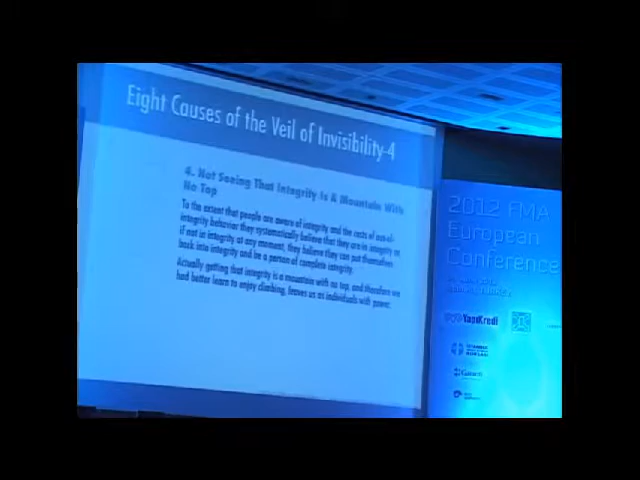 Eight Causes of the Veil of Invisibility-4
4. Not Seeing That Integrity Is A Mountain With
No Top
To the extent that people are aware of integrity and the costs of out-of-
integrity behavior they systematically believe that they are in integrity or
if not in integrity at any moment, they believe they can put themselves
back into integrity and be a person of complete integrity.
Actually getting that integrity is a mountain with no top, and therefore we
had better learn to enjoy climbing, leaves us as individuals with power.
2012 FMA
European
Conference
YapıKredi